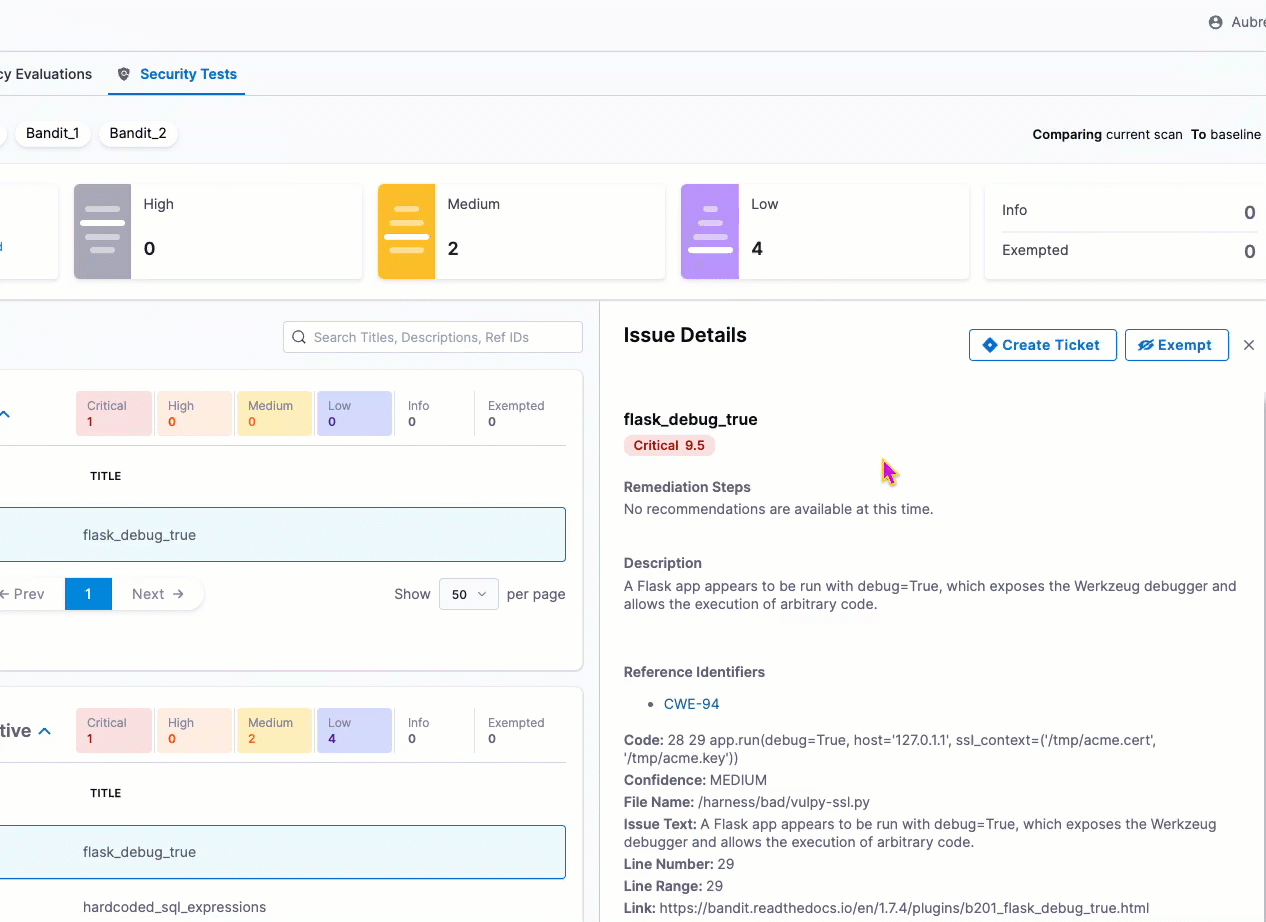 Aubre
cy Evaluations Security Tests
Bandit_1 Bandit_2 Comparing current scan To baseline
High
0
Medium
2
Low
4
Info 0
Exempted 0
d
Search Titles, Descriptions, Ref IDs
Critical High Medium Low Info Exempted
1 0 0 0 0 0
TITLE
flask_debug_true
← Prev 1 Next → Show 50 per page
tive
Critical High Medium Low Info Exempted
1 0 2 4 0 0
TITLE
flask_debug_true
hardcoded_sql_expressions
Issue Details Create Ticket Exempt
flask_debug_true
Critical 9.5
Remediation Steps
No recommendations are available at this time.
Description
A Flask app appears to be run with debug=True, which exposes the Werkzeug debugger and
allows the execution of arbitrary code.
Reference Identifiers
• CWE-94
Code: 28 29 app.run(debug=True, host='127.0.1.1', ssl_context=('/tmp/acme.cert',
'/tmp/acme.key'))
Confidence: MEDIUM
File Name: /harness/bad/vulpy-ssl.py
Issue Text: A Flask app appears to be run with debug=True, which exposes the Werkzeug
debugger and allows the execution of arbitrary code.
Line Number: 29
Line Range: 29
Link: https://bandit.readthedocs.io/en/1.7.4/plugins/b201_flask_debug_true.html